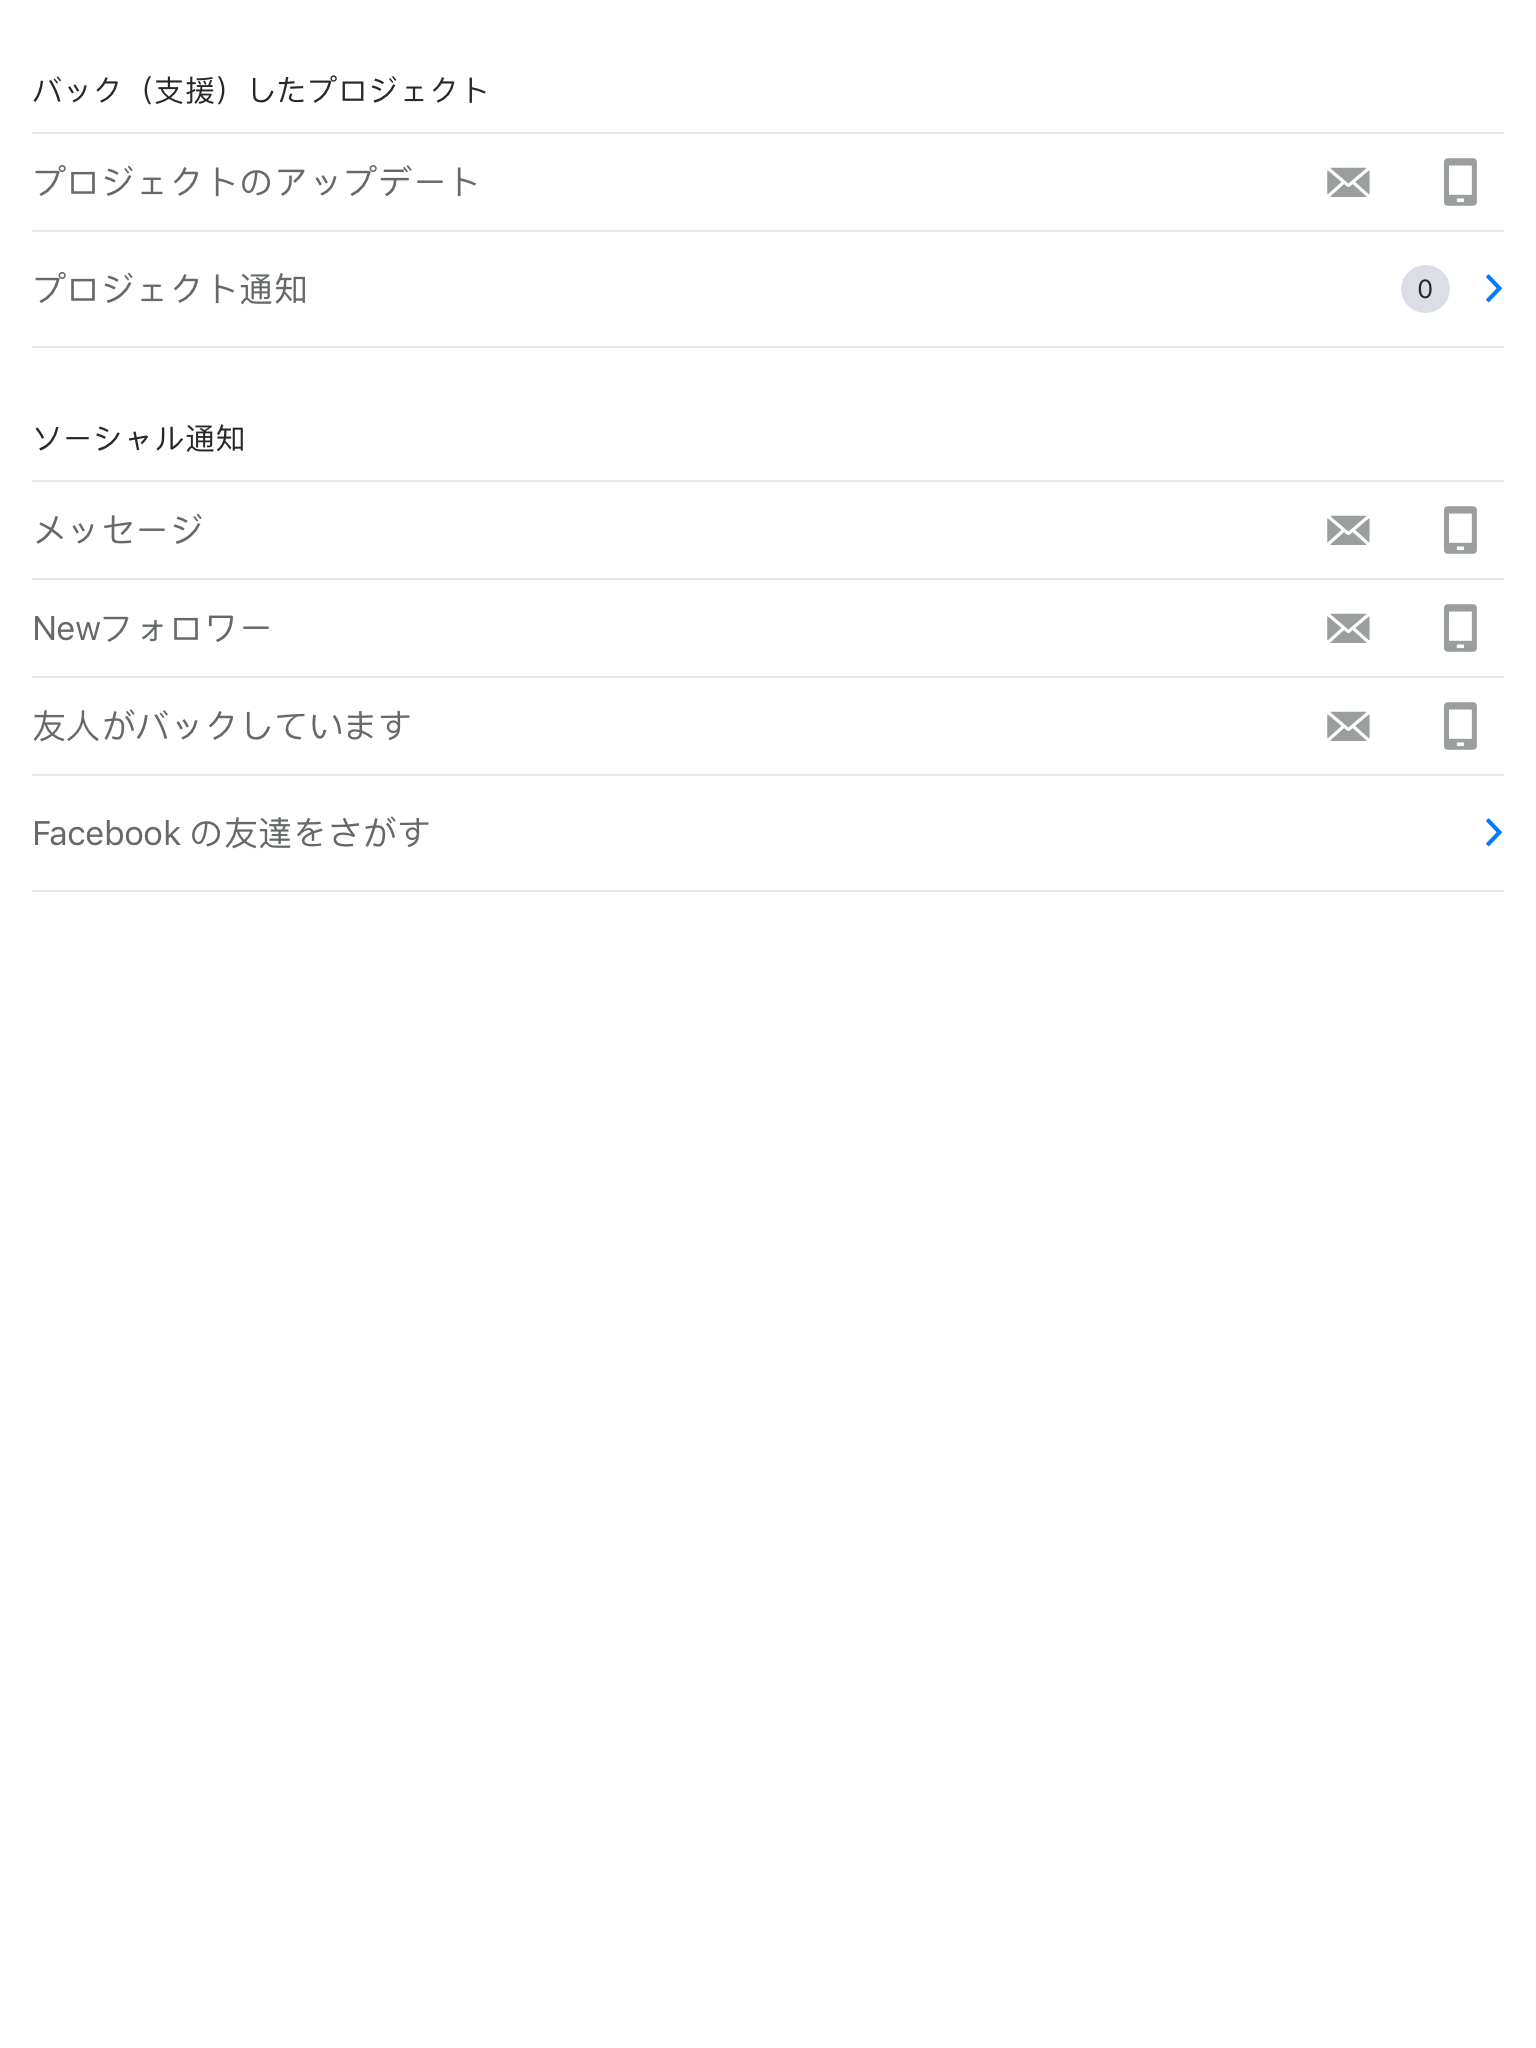 バック（支援）したプロジェクト
プロジェクトのアップデート
プロジェクト通知 0
ソーシャル通知
メッセージ
Newフォロワー
友人がバックしています
Facebook の友達をさがす